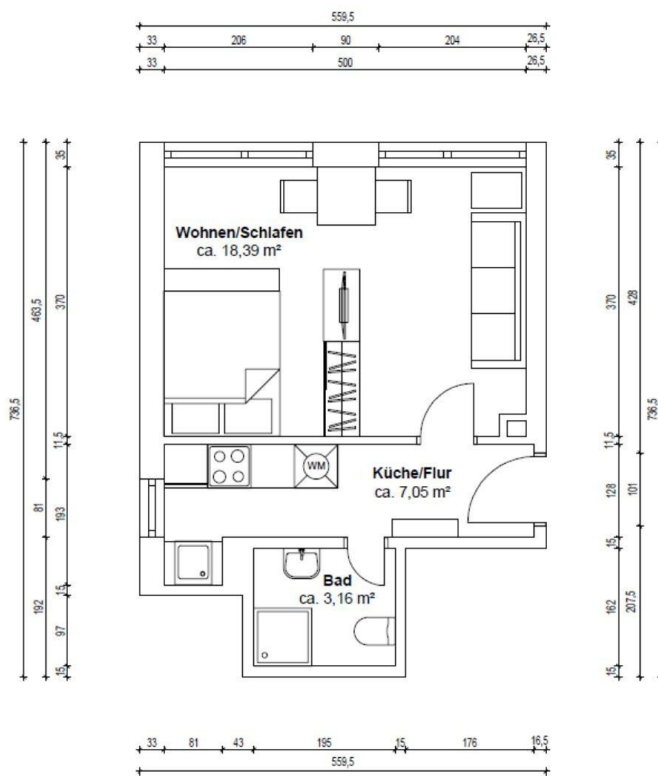 559,5
33 206 90 204 26,5
33 500 26,5
35
35
Wohnen/Schlafen
ca. 18,39 m²
463,5
370
370
428
736,5
736,5
11,5
11,5
WM
Küche/Flur
ca. 7,05 m²
81
193
128
101
15
Bad
ca. 3,16 m²
15
192
162
207,5
97
15
15
33 81 43 195 15 176 16,5
559,5